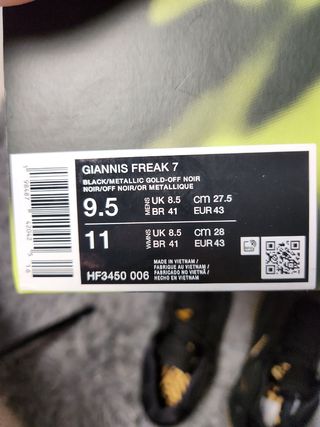 GIANNIS FREAK 7
BLACK/METALLIC GOLD-OFF NOIR
NOIR/OFF NOIR/OR METALLIQUE
9.5 MENS UK 8.5 cm 27.5
BR 41 EUR 43
11 WMNS UK 8.5 cm 28
BR 41 EUR 43
HF3450 006
MADE IN VIETNAM /
FABRIQUE AU VIETNAM /
FABRICADO NO VIETNÃ /
HECHO EN VIETNAM